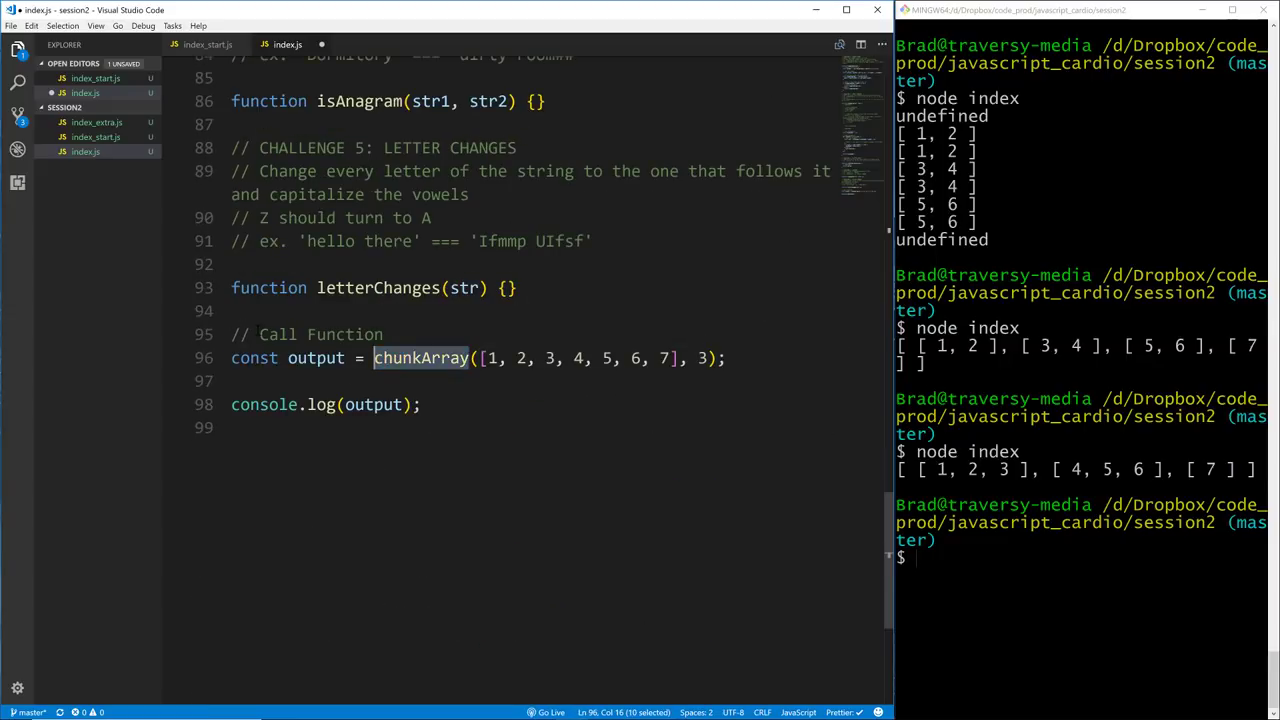 index.js - session2 - Visual Studio Code
File Edit Selection View Go Debug Tasks Help
EXPLORER
OPEN EDITORS 1 UNSAVED
JS index_start.js U
JS index.js U
SESSION2
JS index_extra.js U
JS index_start.js U
JS index.js U
JS index_start.js JS index.js
85
86 function isAnagram(str1, str2) {}
87
88 // CHALLENGE 5: LETTER CHANGES
89 // Change every letter of the string to the one that follows it
and capitalize the vowels
90 // Z should turn to A
91 // ex. 'hello there' === 'Ifmmp UIfsf'
92
93 function letterChanges(str) {}
94
95 // Call Function
96 const output = chunkArray([1, 2, 3, 4, 5, 6, 7], 3);
97
98 console.log(output);
99
master* 0 0 Go Live Ln 96, Col 16 (10 selected) Spaces: 2 UTF-8 CRLF JavaScript Prettier: ✓
MINGW64:/d/Dropbox/code_prod/javascript_cardio/session2
Brad@traversy-media /d/Dropbox/code_
prod/javascript_cardio/session2 (mas
ter)
$ node index
undefined
[ 1, 2 ]
[ 1, 2 ]
[ 3, 4 ]
[ 3, 4 ]
[ 5, 6 ]
[ 5, 6 ]
undefined
Brad@traversy-media /d/Dropbox/code_
prod/javascript_cardio/session2 (mas
ter)
$ node index
[ [ 1, 2 ], [ 3, 4 ], [ 5, 6 ], [ 7
] ]
Brad@traversy-media /d/Dropbox/code_
prod/javascript_cardio/session2 (mas
ter)
$ node index
[ [ 1, 2, 3 ], [ 4, 5, 6 ], [ 7 ] ]
Brad@traversy-media /d/Dropbox/code_
prod/javascript_cardio/session2 (mas
ter)
$